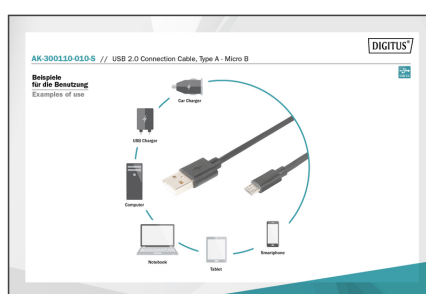 DIGITUS®
AK-300110-010-S // USB 2.0 Connection Cable, Type A - Micro B
Beispiele
für die Benutzung
Examples of use
Car Charger
USB Charger
Computer
Notebook
Tablet
Smartphone